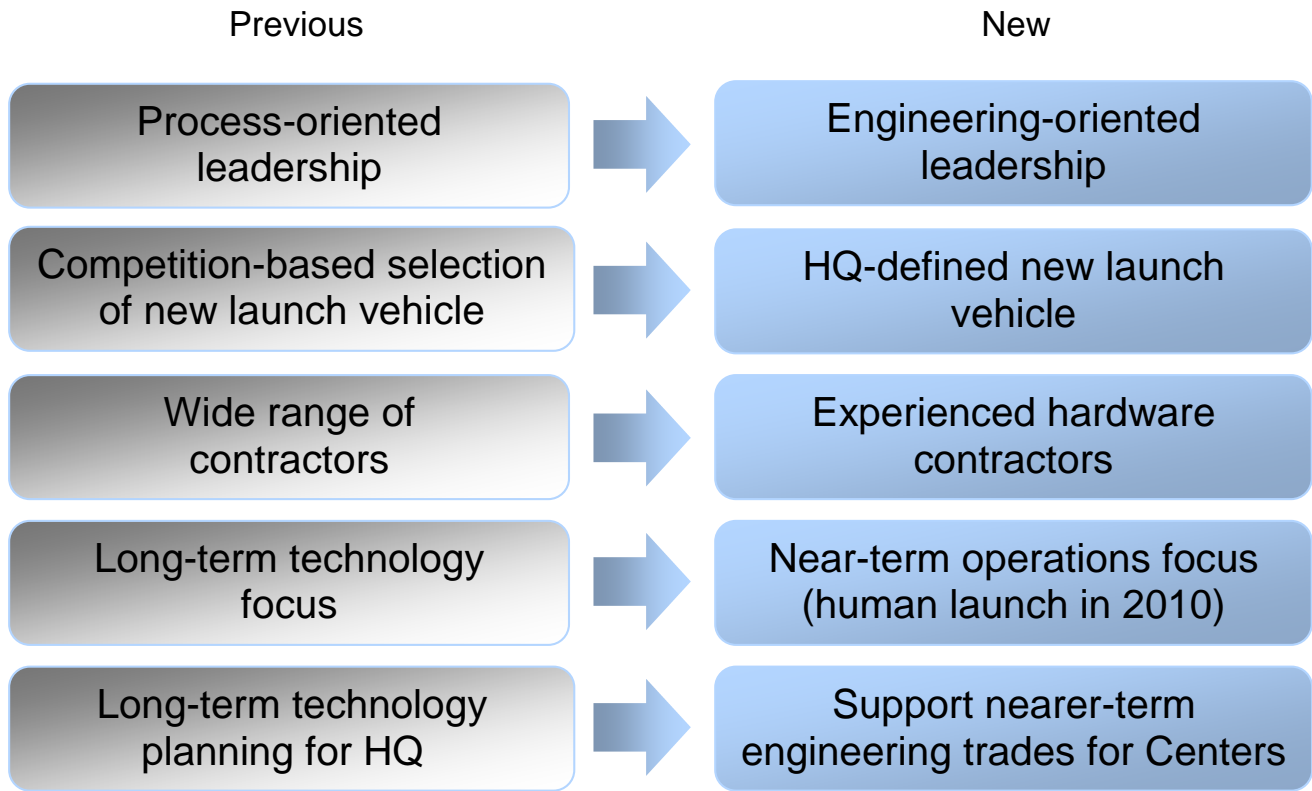 Previous
New
Process-oriented
leadership
Engineering-oriented
leadership
Competition-based selection
of new launch vehicle
HQ-defined new launch
vehicle
Wide range of
contractors
Experienced hardware
contractors
Long-term technology
focus
Near-term operations focus
(human launch in 2010)
Long-term technology
planning for HQ
Support nearer-term
engineering trades for Centers